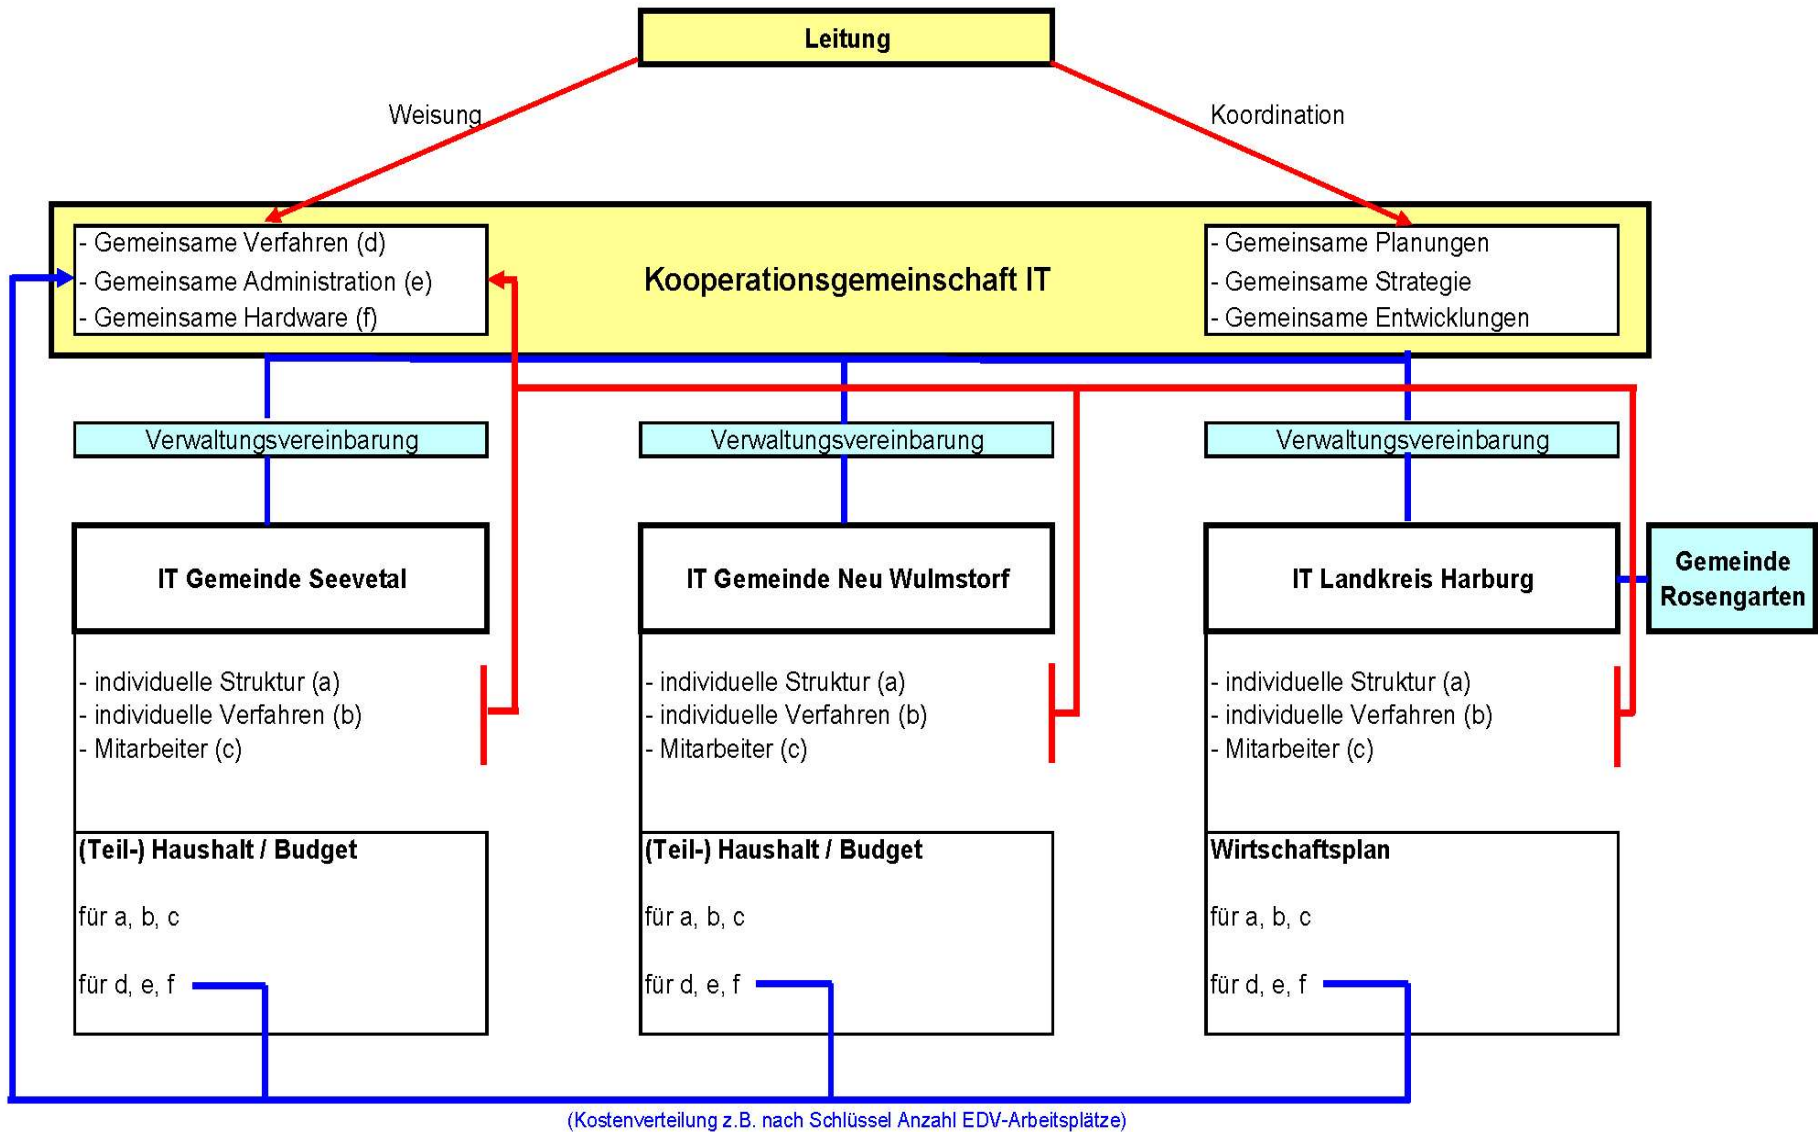 Leitung
Weisung
Koordination
- Gemeinsame Verfahren (d)
- Gemeinsame Administration (e)
- Gemeinsame Hardware (f)
Kooperationsgemeinschaft IT
- Gemeinsame Planungen
- Gemeinsame Strategie
- Gemeinsame Entwicklungen
Verwaltungsvereinbarung
Verwaltungsvereinbarung
Verwaltungsvereinbarung
IT Gemeinde Seevetal
IT Gemeinde Neu Wulmstorf
IT Landkreis Harburg
Gemeinde
Rosengarten
- individuelle Struktur (a)
- individuelle Verfahren (b)
- Mitarbeiter (c)
- individuelle Struktur (a)
- individuelle Verfahren (b)
- Mitarbeiter (c)
- individuelle Struktur (a)
- individuelle Verfahren (b)
- Mitarbeiter (c)
(Teil-) Haushalt / Budget
für a, b, c
für d, e, f
(Teil-) Haushalt / Budget
für a, b, c
für d, e, f
Wirtschaftsplan
für a, b, c
für d, e, f
(Kostenverteilung z.B. nach Schlüssel Anzahl EDV-Arbeitsplätze)